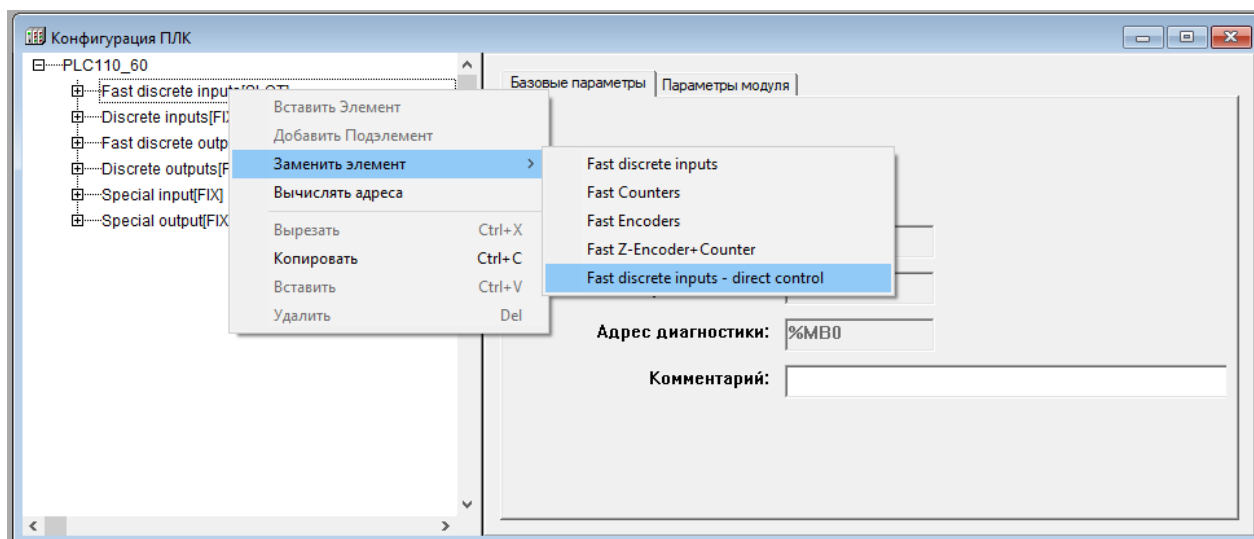 Конфигурация ПЛК
PLC110_60
Fast discrete inputs[SLOT]
Discrete inputs[FI
Fast discrete outp
Discrete outputs[F
Special input[FIX]
Special output[FIX
Вставить Элемент
Добавить Подэлемент
Заменить элемент
Вычислять адреса
Вырезать Ctrl+X
Копировать Ctrl+C
Вставить Ctrl+V
Удалить Del
Fast discrete inputs
Fast Counters
Fast Encoders
Fast Z-Encoder+Counter
Fast discrete inputs - direct control
Базовые параметры
Параметры модуля
Адрес диагностики: %MB0
Комментарий: